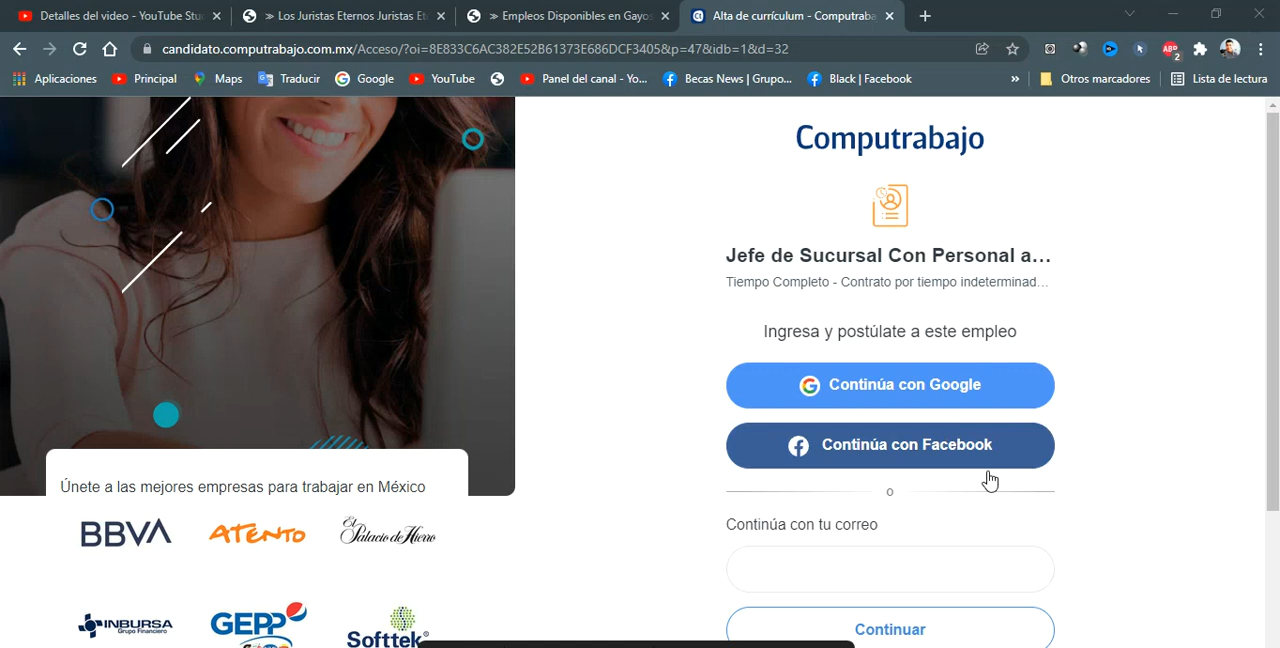 Detalles del video - YouTube Stu
» Los Juristas Eternos Juristas Et
» Empleos Disponibles en Gayos
Alta de currículum - Computraba
candidato.computrabajo.com.mx/Acceso/?oi=8E833C6AC382E52B61373E686DCF3405&p=47&idb=1&d=32
ABP
2
Aplicaciones
Principal
Maps
Traducir
Google
YouTube
Panel del canal - Yo...
Becas News | Grupo...
Black | Facebook
»
Otros marcadores
Lista de lectura
Computrabajo
Jefe de Sucursal Con Personal a...
Tiempo Completo - Contrato por tiempo indeterminad...
Ingresa y postúlate a este empleo
Continúa con Google
Continúa con Facebook
o
Continúa con tu correo
Continuar
Únete a las mejores empresas para trabajar en México
BBVA
ATENTO
El Palacio de Hierro
INBURSA
Grupo Financiero
GEPP
Softtek